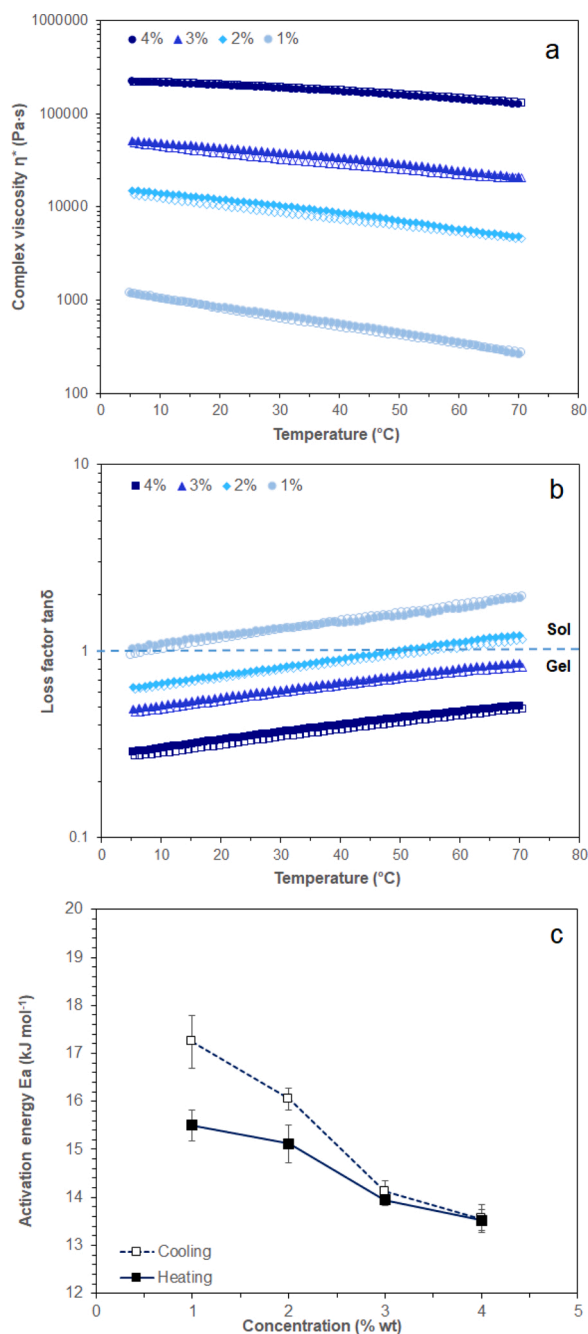 1000000
4% 3% 2% 1%
a
100000
10000
1000
100
Complex viscosity η* (Pa·s)
0 10 20 30 40 50 60 70 80
Temperature (°C)
10
4% 3% 2% 1%
b
1
Sol
Gel
0.1
Loss factor tanδ
0 10 20 30 40 50 60 70 80
Temperature (°C)
20
c
19
18
17
16
15
14
13
12
Activation energy Ea (kJ mol-1)
Cooling
Heating
0 1 2 3 4 5
Concentration (% wt)